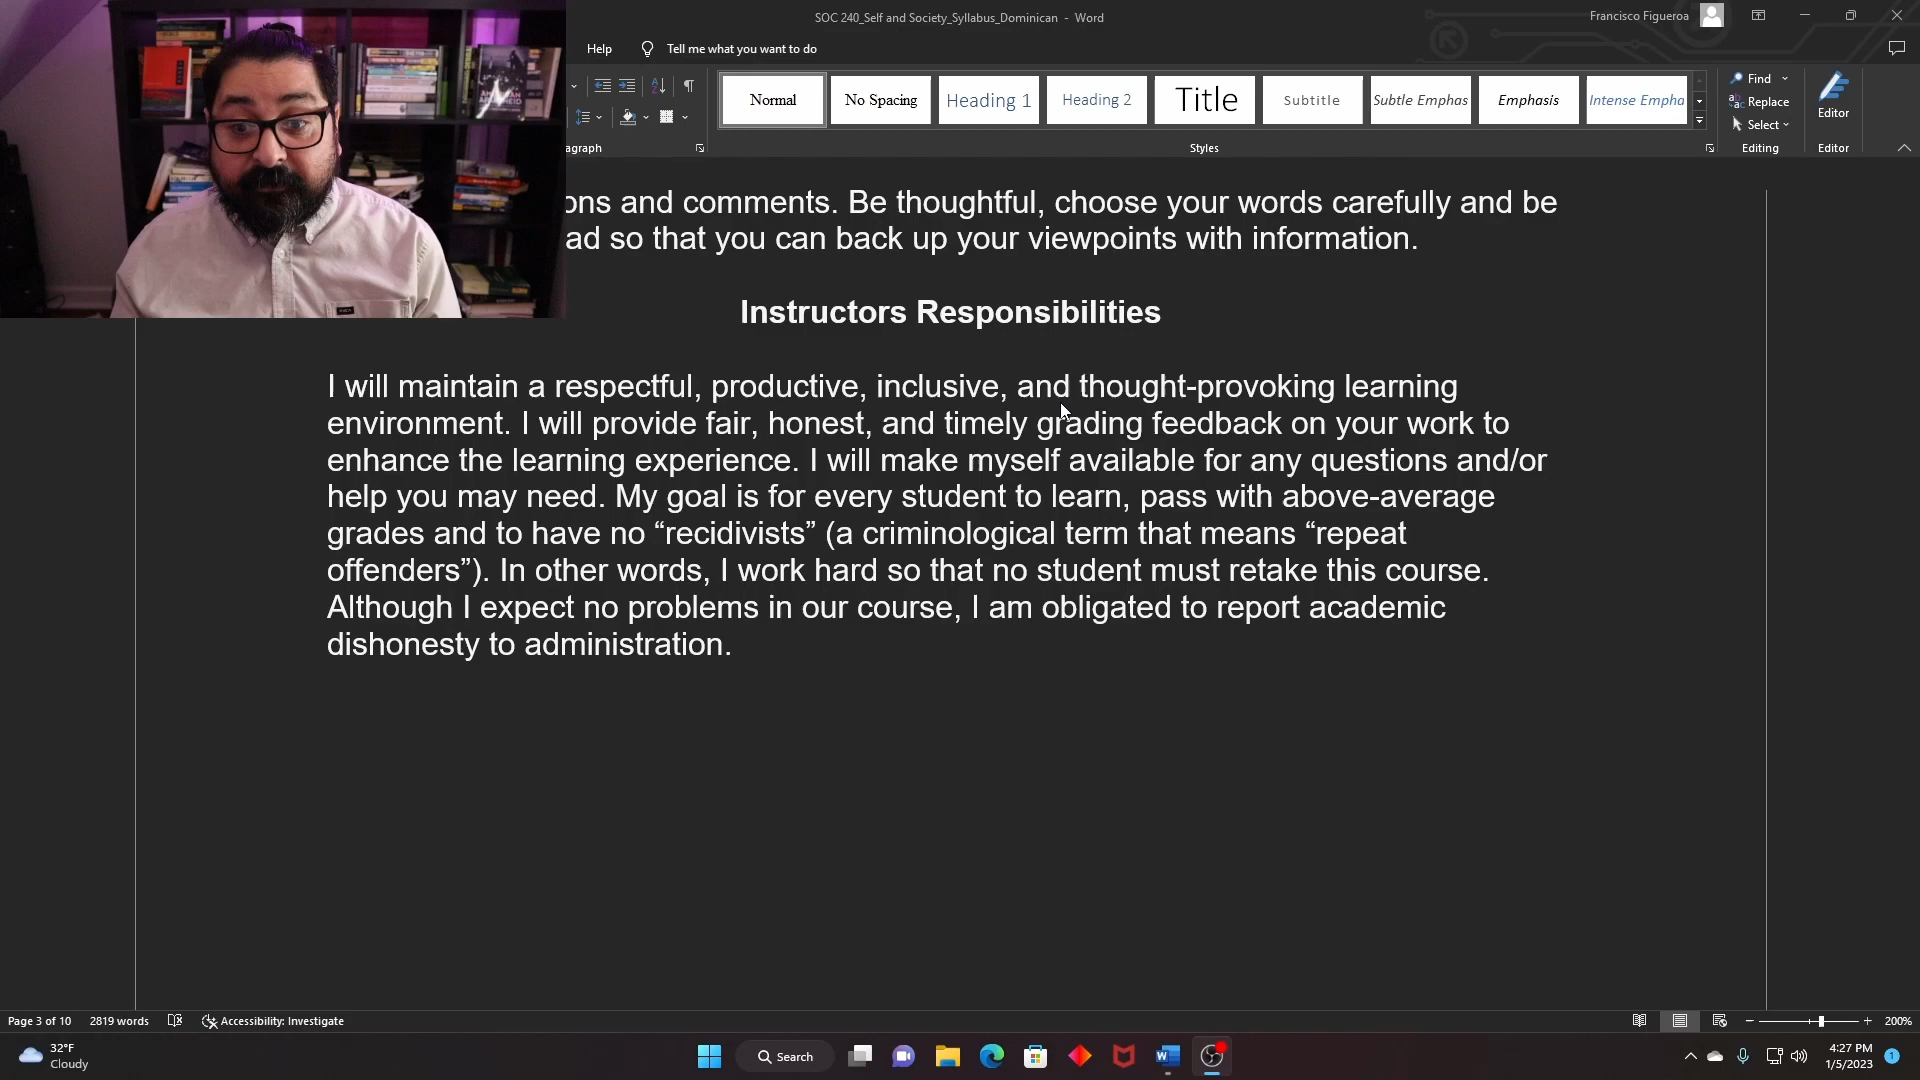 SOC 240_Self and Society_Syllabus_Dominican - Word
Francisco Figueroa
Help
Tell me what you want to do
Normal
No Spacing
Heading 1
Heading 2
Title
Subtitle
Subtle Emphas
Emphasis
Intense Empha
Find
Replace
Select
Editor
agraph
Styles
Editing
Editor
ons and comments. Be thoughtful, choose your words carefully and be
ad so that you can back up your viewpoints with information.
Instructors Responsibilities
I will maintain a respectful, productive, inclusive, and thought-provoking learning
environment. I will provide fair, honest, and timely grading feedback on your work to
enhance the learning experience. I will make myself available for any questions and/or
help you may need. My goal is for every student to learn, pass with above-average
grades and to have no “recidivists” (a criminological term that means “repeat
offenders”). In other words, I work hard so that no student must retake this course.
Although I expect no problems in our course, I am obligated to report academic
dishonesty to administration.
Page 3 of 10
2819 words
Accessibility: Investigate
200%
32°F
Cloudy
Search
4:27 PM
1/5/2023
1